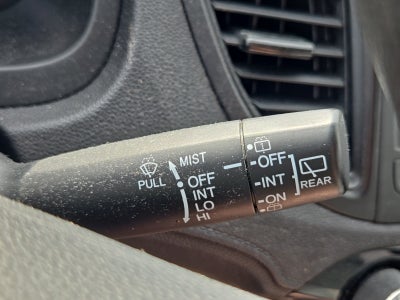 MIST
PULL
OFF
INT
LO
HI
OFF
INT
ON
REAR